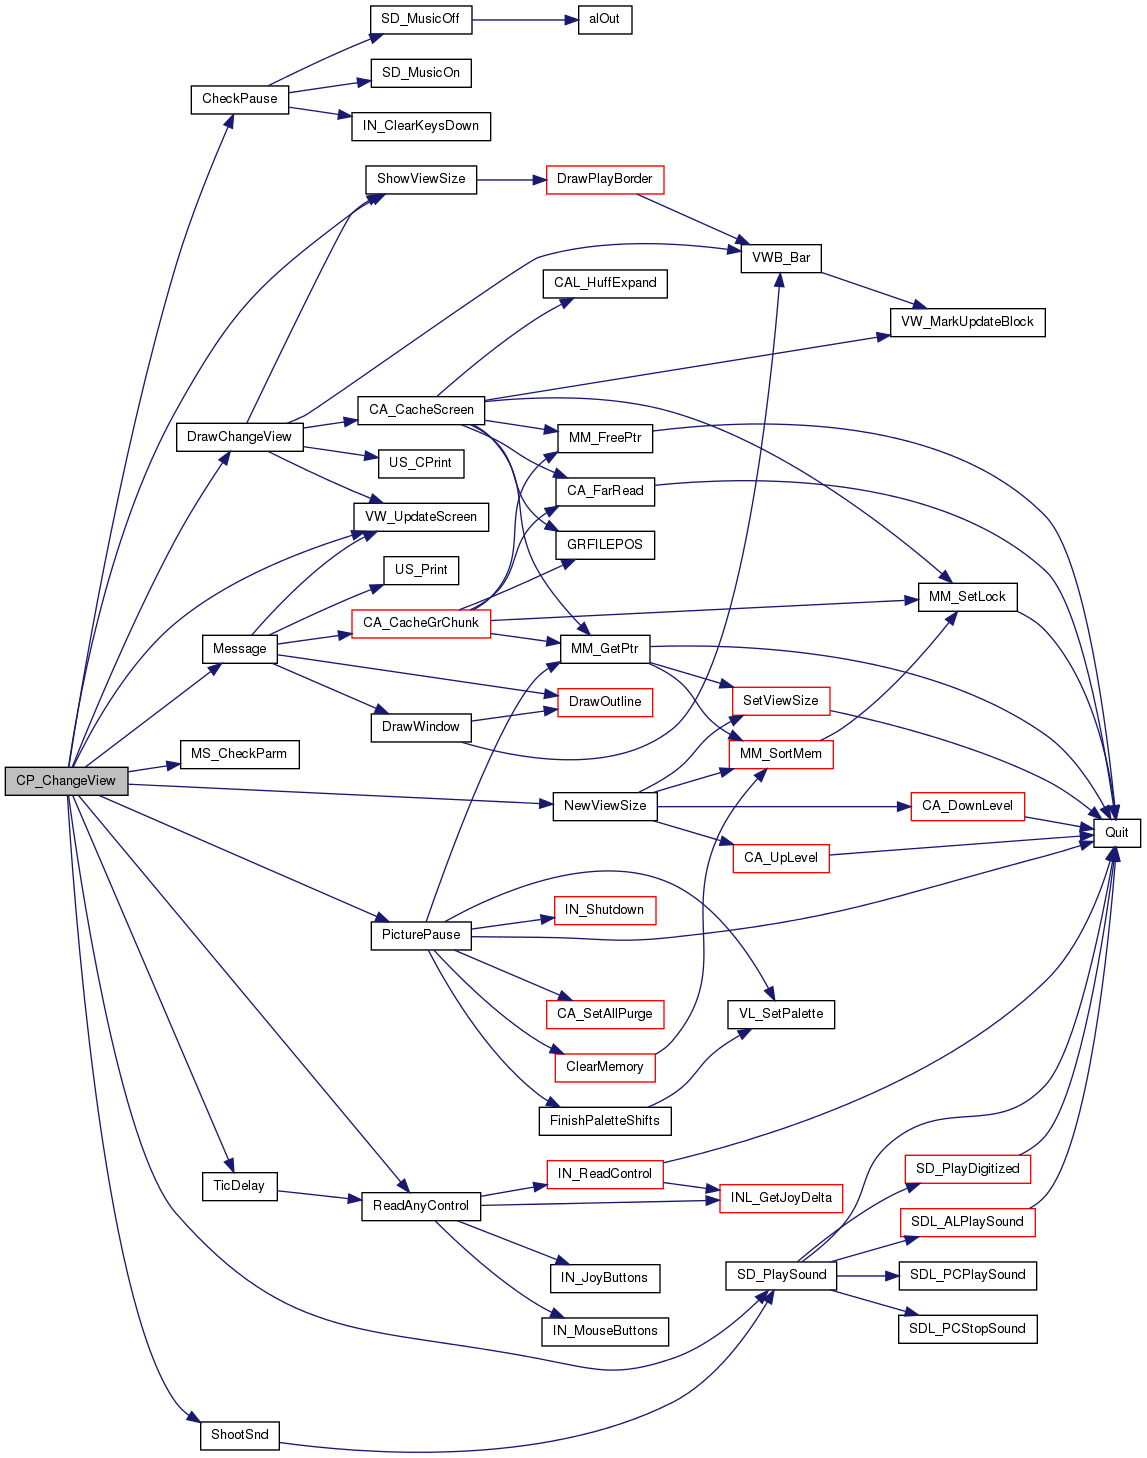 SD_MusicOff
alOut
SD_MusicOn
CheckPause
IN_ClearKeysDown
ShowViewSize
DrawPlayBorder
VWB_Bar
CAL_HuffExpand
VW_MarkUpdateBlock
CA_CacheScreen
DrawChangeView
MM_FreePtr
US_CPrint
CA_FarRead
VW_UpdateScreen
GRFILEPOS
US_Print
MM_SetLock
CA_CacheGrChunk
Message
MM_GetPtr
DrawOutline
SetViewSize
DrawWindow
MS_CheckParm
MM_SortMem
CP_ChangeView
NewViewSize
CA_DownLevel
Quit
CA_UpLevel
IN_Shutdown
PicturePause
CA_SetAllPurge
VL_SetPalette
ClearMemory
FinishPaletteShifts
IN_ReadControl
SD_PlayDigitized
TicDelay
ReadAnyControl
INL_GetJoyDelta
SDL_ALPlaySound
IN_JoyButtons
SD_PlaySound
SDL_PCPlaySound
IN_MouseButtons
SDL_PCStopSound
ShootSnd